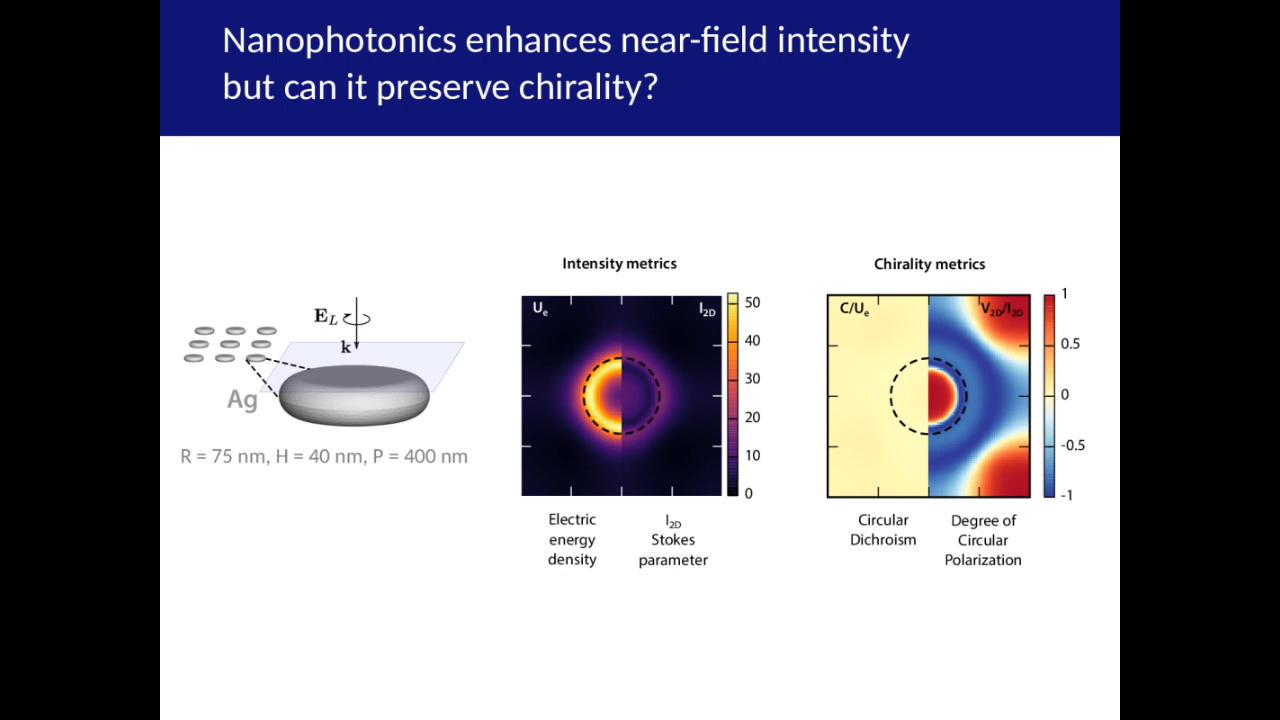 Nanophotonics enhances near-field intensity
but can it preserve chirality?
E_L
k
Ag
R = 75 nm, H = 40 nm, P = 400 nm
Intensity metrics
U_e
I_2D
50
40
30
20
10
0
Electric
energy
density
I_2D
Stokes
parameter
Chirality metrics
C/U_e
V_2D/I_2D
1
0.5
0
-0.5
-1
Circular
Dichroism
Degree of
Circular
Polarization